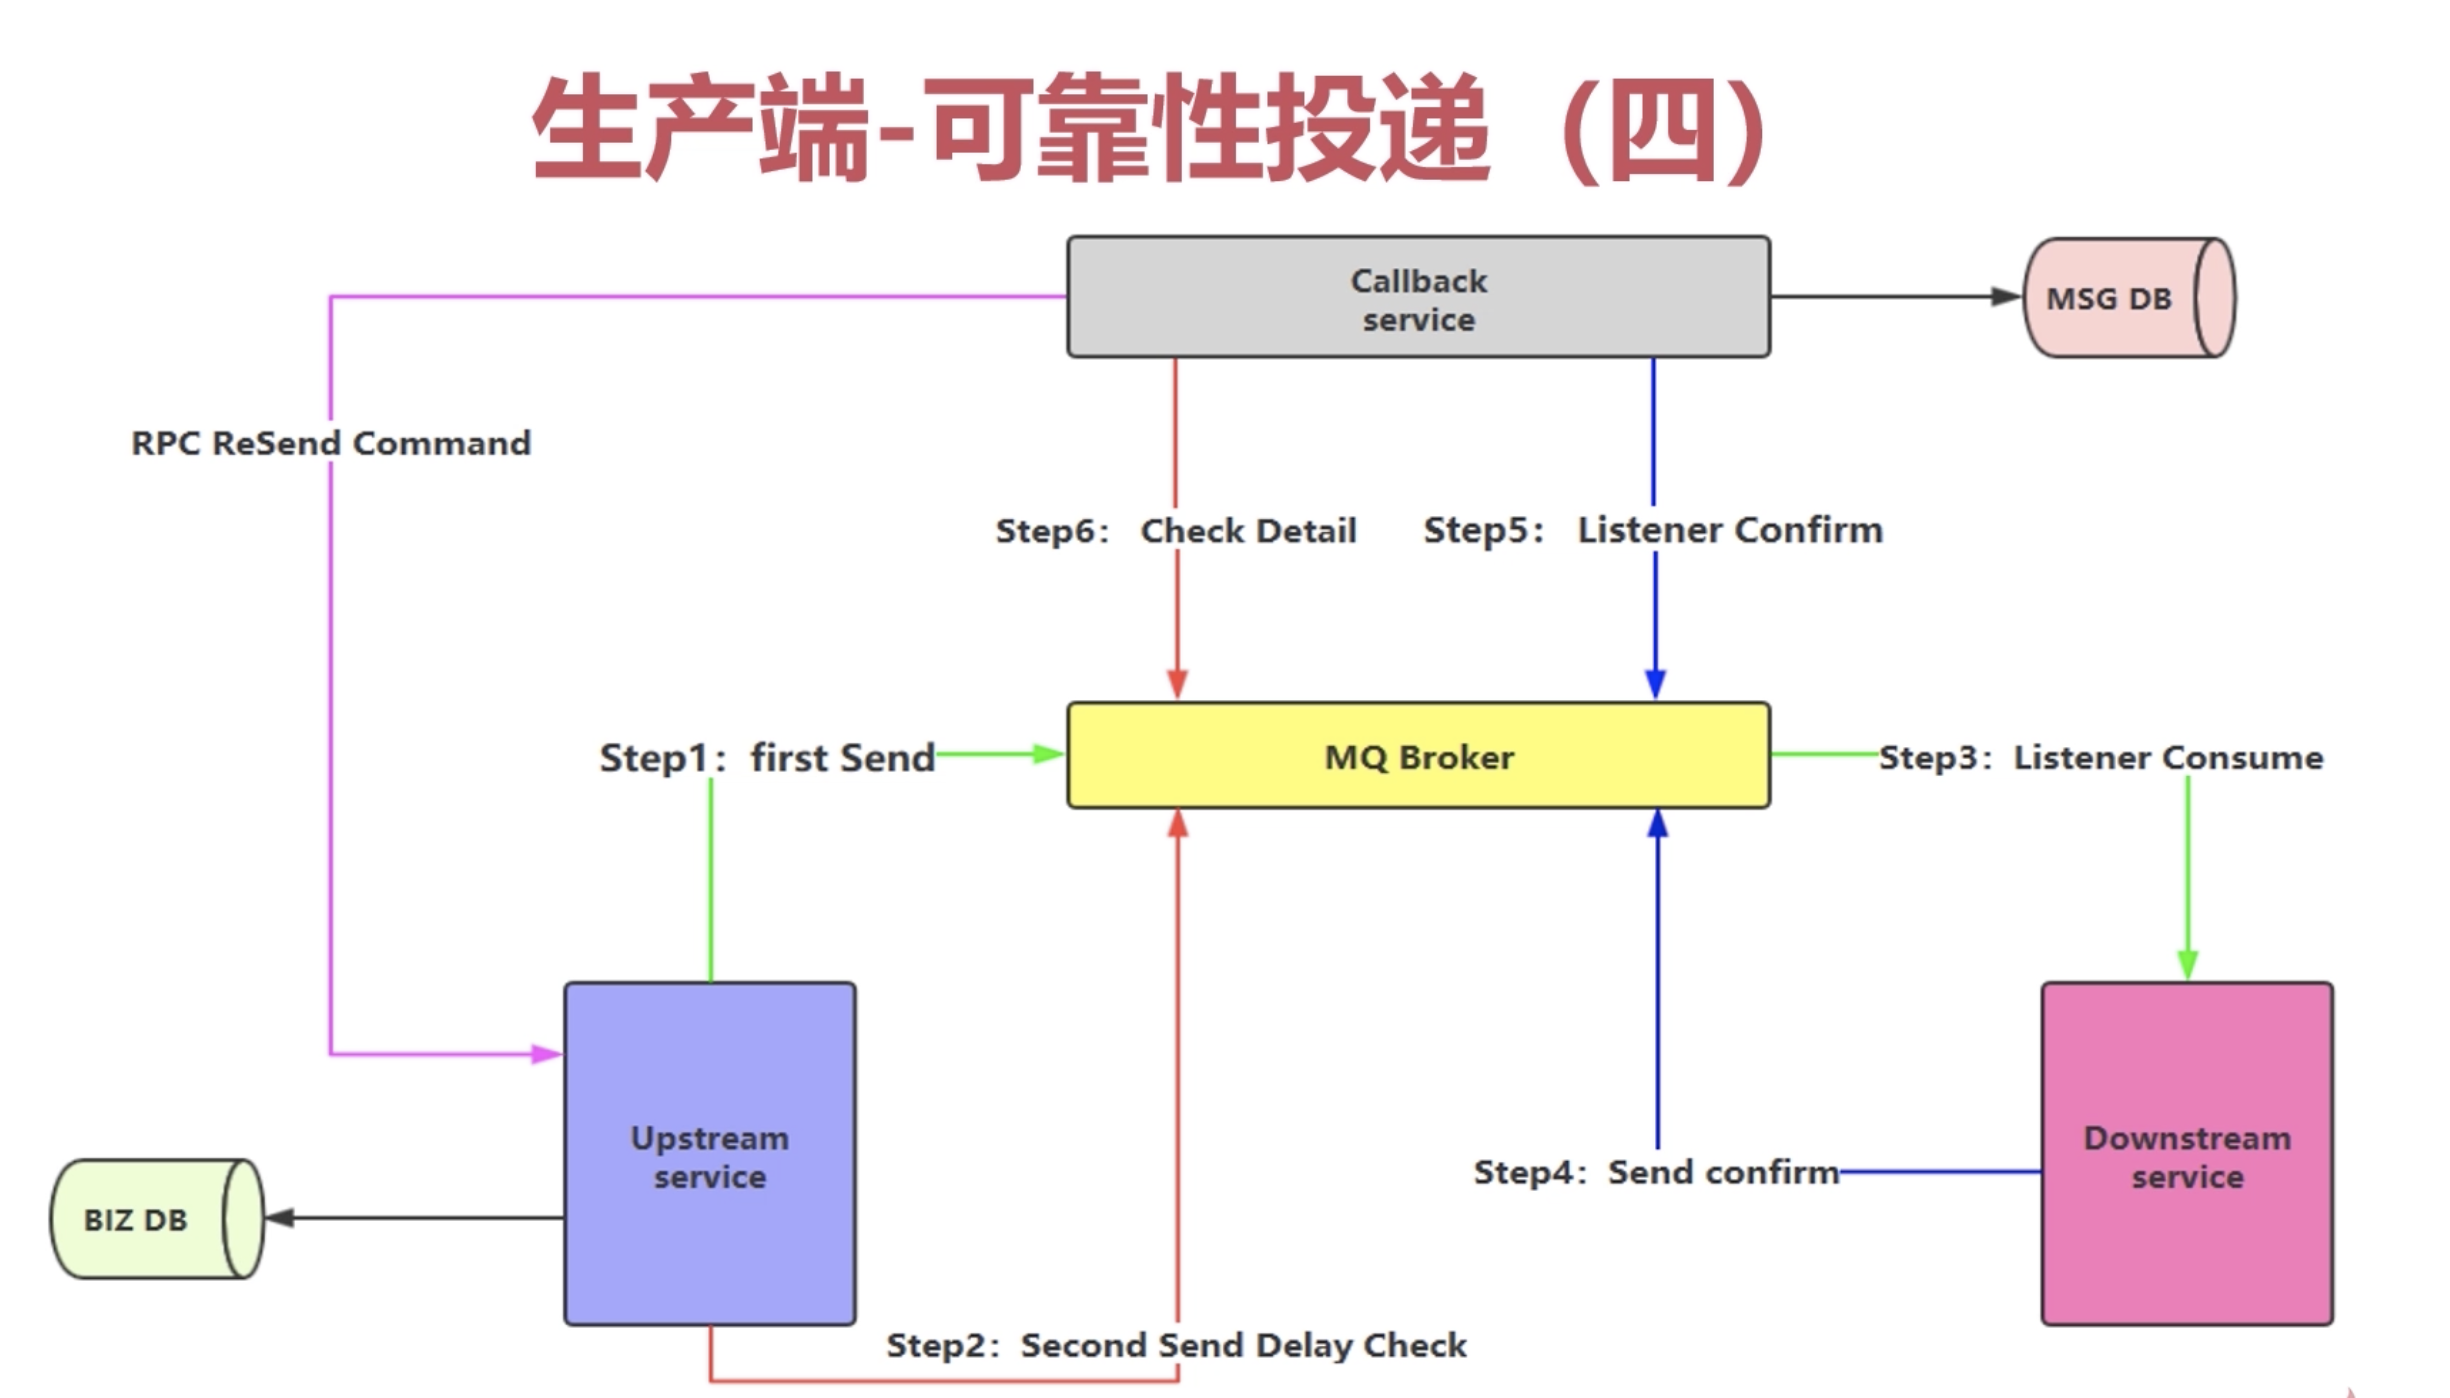 生产端-可靠性投递（四）
Callback
service
MSG DB
RPC ReSend Command
Step6： Check Detail
Step5： Listener Confirm
Step1：first Send
MQ Broker
Step3：Listener Consume
Upstream
service
Downstream
service
Step4：Send confirm
BIZ DB
Step2：Second Send Delay Check